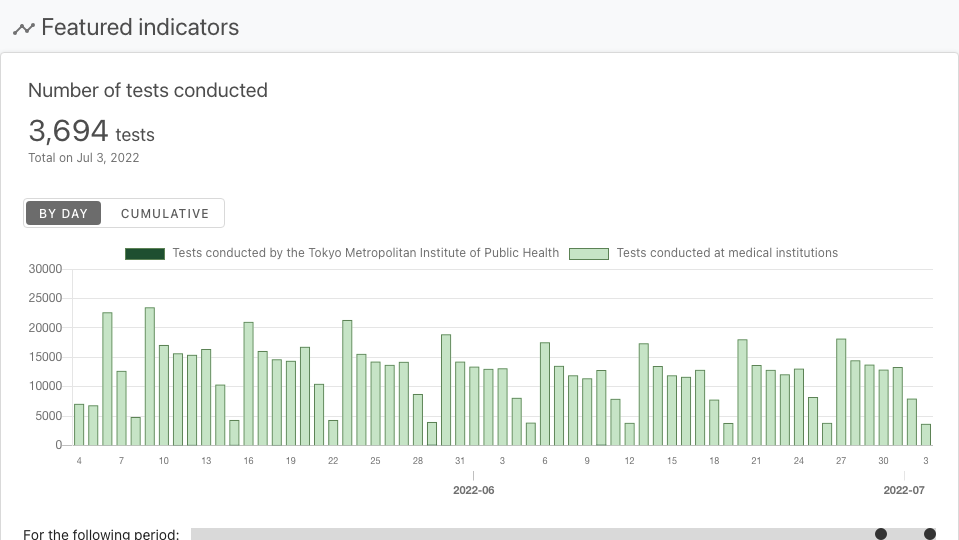 Featured indicators
Number of tests conducted
3,694 tests
Total on Jul 3, 2022
BY DAY CUMULATIVE
Tests conducted by the Tokyo Metropolitan Institute of Public Health Tests conducted at medical institutions
30000
25000
20000
15000
10000
5000
0
4 7 10 13 16 19 22 25 28 31 3 6 9 12 15 18 21 24 27 30 3
2022-06 2022-07
For the following period: